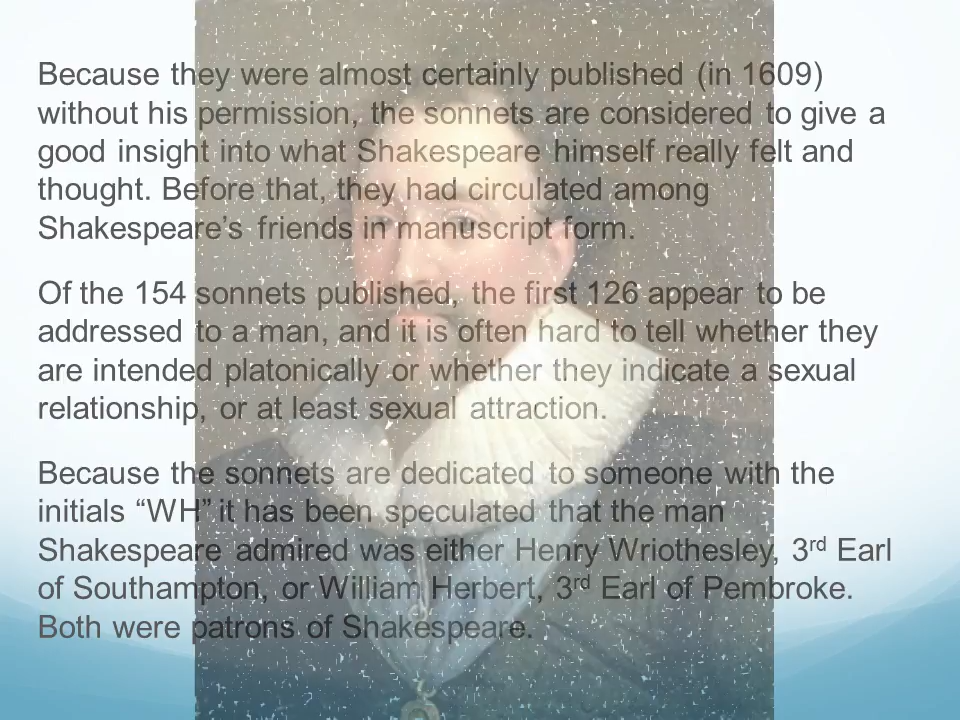 Because they were almost certainly published (in 1609)
without his permission, the sonnets are considered to give a
good insight into what Shakespeare himself really felt and
thought. Before that, they had circulated among
Shakespeare’s friends in manuscript form.
Of the 154 sonnets published, the first 126 appear to be
addressed to a man, and it is often hard to tell whether they
are intended platonically or whether they indicate a sexual
relationship, or at least sexual attraction.
Because the sonnets are dedicated to someone with the
initials “WH” it has been speculated that the man
Shakespeare admired was either Henry Wriothesley, 3rd Earl
of Southampton, or William Herbert, 3rd Earl of Pembroke.
Both were patrons of Shakespeare.